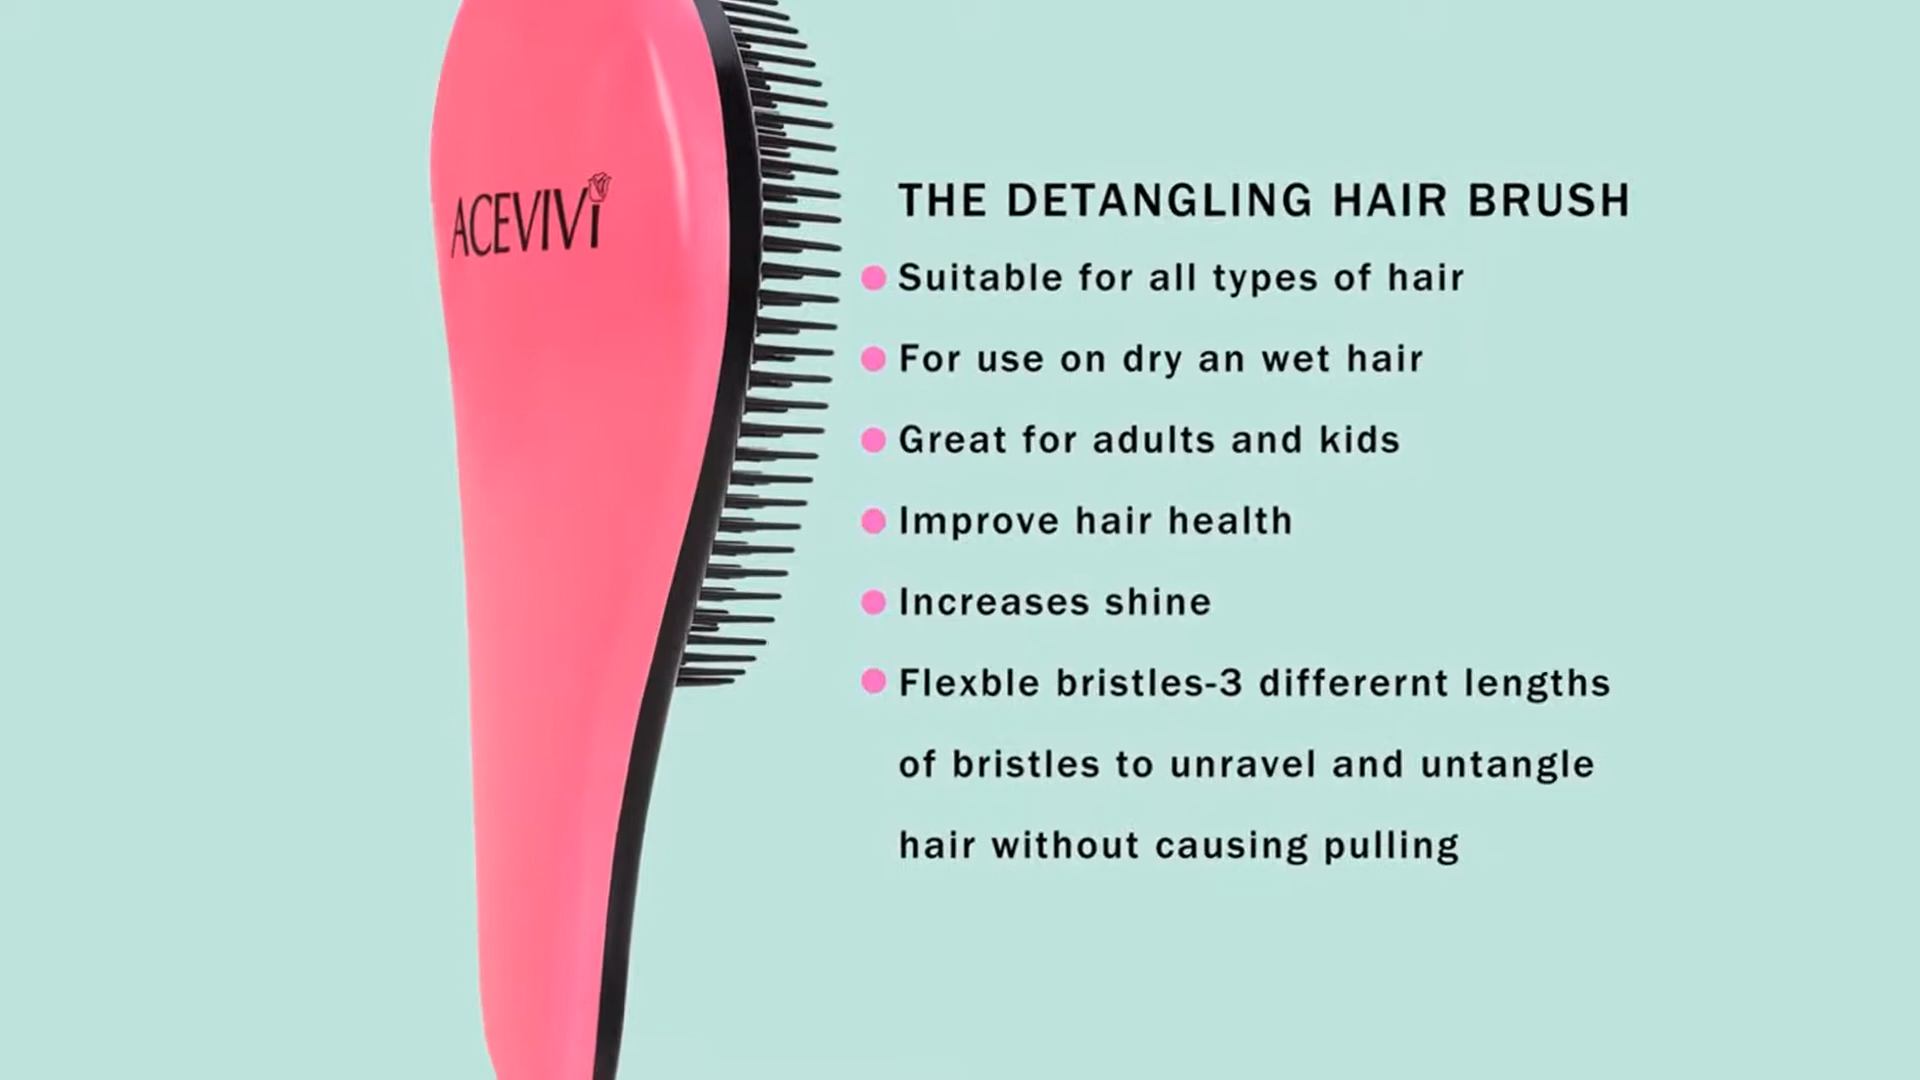 ACEVIVi
THE DETANGLING HAIR BRUSH
Suitable for all types of hair
For use on dry an wet hair
Great for adults and kids
Improve hair health
Increases shine
Flexble bristles-3 differernt lengths
of bristles to unravel and untangle
hair without causing pulling